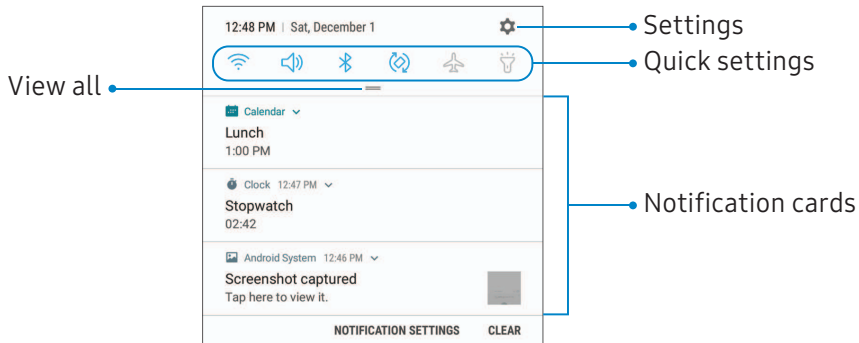 12:48 PM | Sat, December 1
Settings
Quick settings
View all
Calendar
Lunch
1:00 PM
Clock 12:47 PM
Stopwatch
02:42
Notification cards
Android System 12:46 PM
Screenshot captured
Tap here to view it.
NOTIFICATION SETTINGS CLEAR